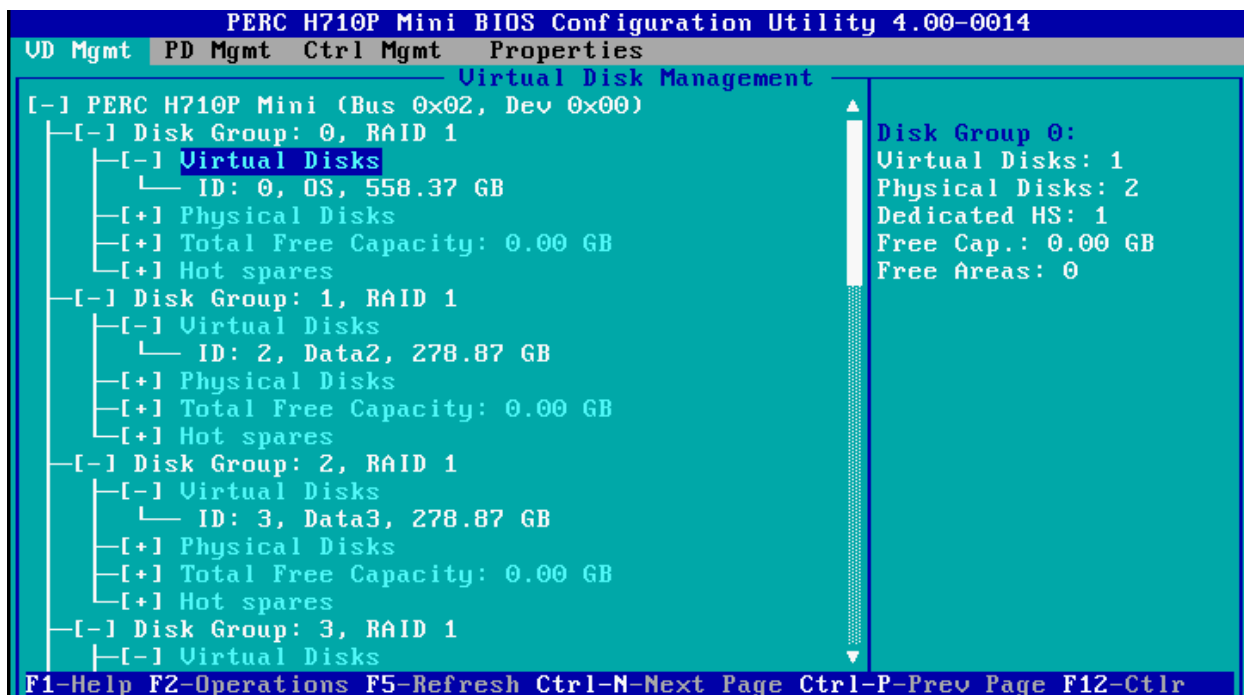 PERC H710P Mini BIOS Configuration Utility 4.00-0014
VD Mgmt PD Mgmt Ctrl Mgmt Properties
Virtual Disk Management
[-] PERC H710P Mini (Bus 0x02, Dev 0x00)
[-] Disk Group: 0, RAID 1
[-] Virtual Disks
ID: 0, OS, 558.37 GB
[+] Physical Disks
[+] Total Free Capacity: 0.00 GB
[+] Hot spares
[-] Disk Group: 1, RAID 1
[-] Virtual Disks
ID: 2, Data2, 278.87 GB
[+] Physical Disks
[+] Total Free Capacity: 0.00 GB
[+] Hot spares
[-] Disk Group: 2, RAID 1
[-] Virtual Disks
ID: 3, Data3, 278.87 GB
[+] Physical Disks
[+] Total Free Capacity: 0.00 GB
[+] Hot spares
[-] Disk Group: 3, RAID 1
[-] Virtual Disks
Disk Group 0:
Virtual Disks: 1
Physical Disks: 2
Dedicated HS: 1
Free Cap.: 0.00 GB
Free Areas: 0
F1-Help F2-Operations F5-Refresh Ctrl-N-Next Page Ctrl-P-Prev Page F12-Ctlr